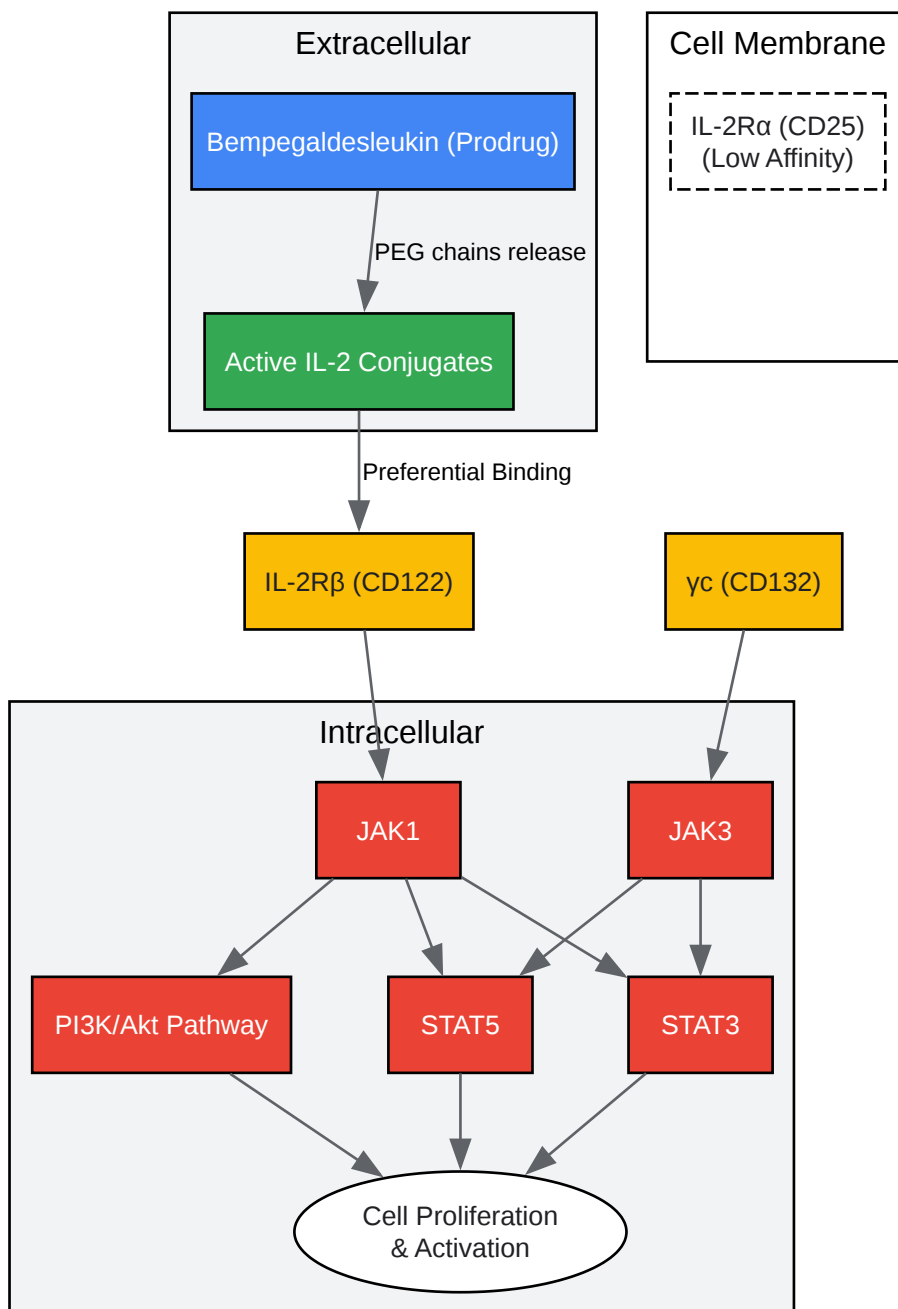 Extracellular
Cell Membrane
Bempegaldesleukin (Prodrug)
IL-2Rα (CD25)
(Low Affinity)
PEG chains release
Active IL-2 Conjugates
Preferential Binding
IL-2Rβ (CD122)
γc (CD132)
Intracellular
JAK1
JAK3
PI3K/Akt Pathway
STAT5
STAT3
Cell Proliferation
& Activation